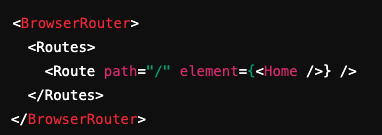 <BrowserRouter>
  <Routes>
    <Route path="/" element={<Home />} />
  </Routes>
</BrowserRouter>